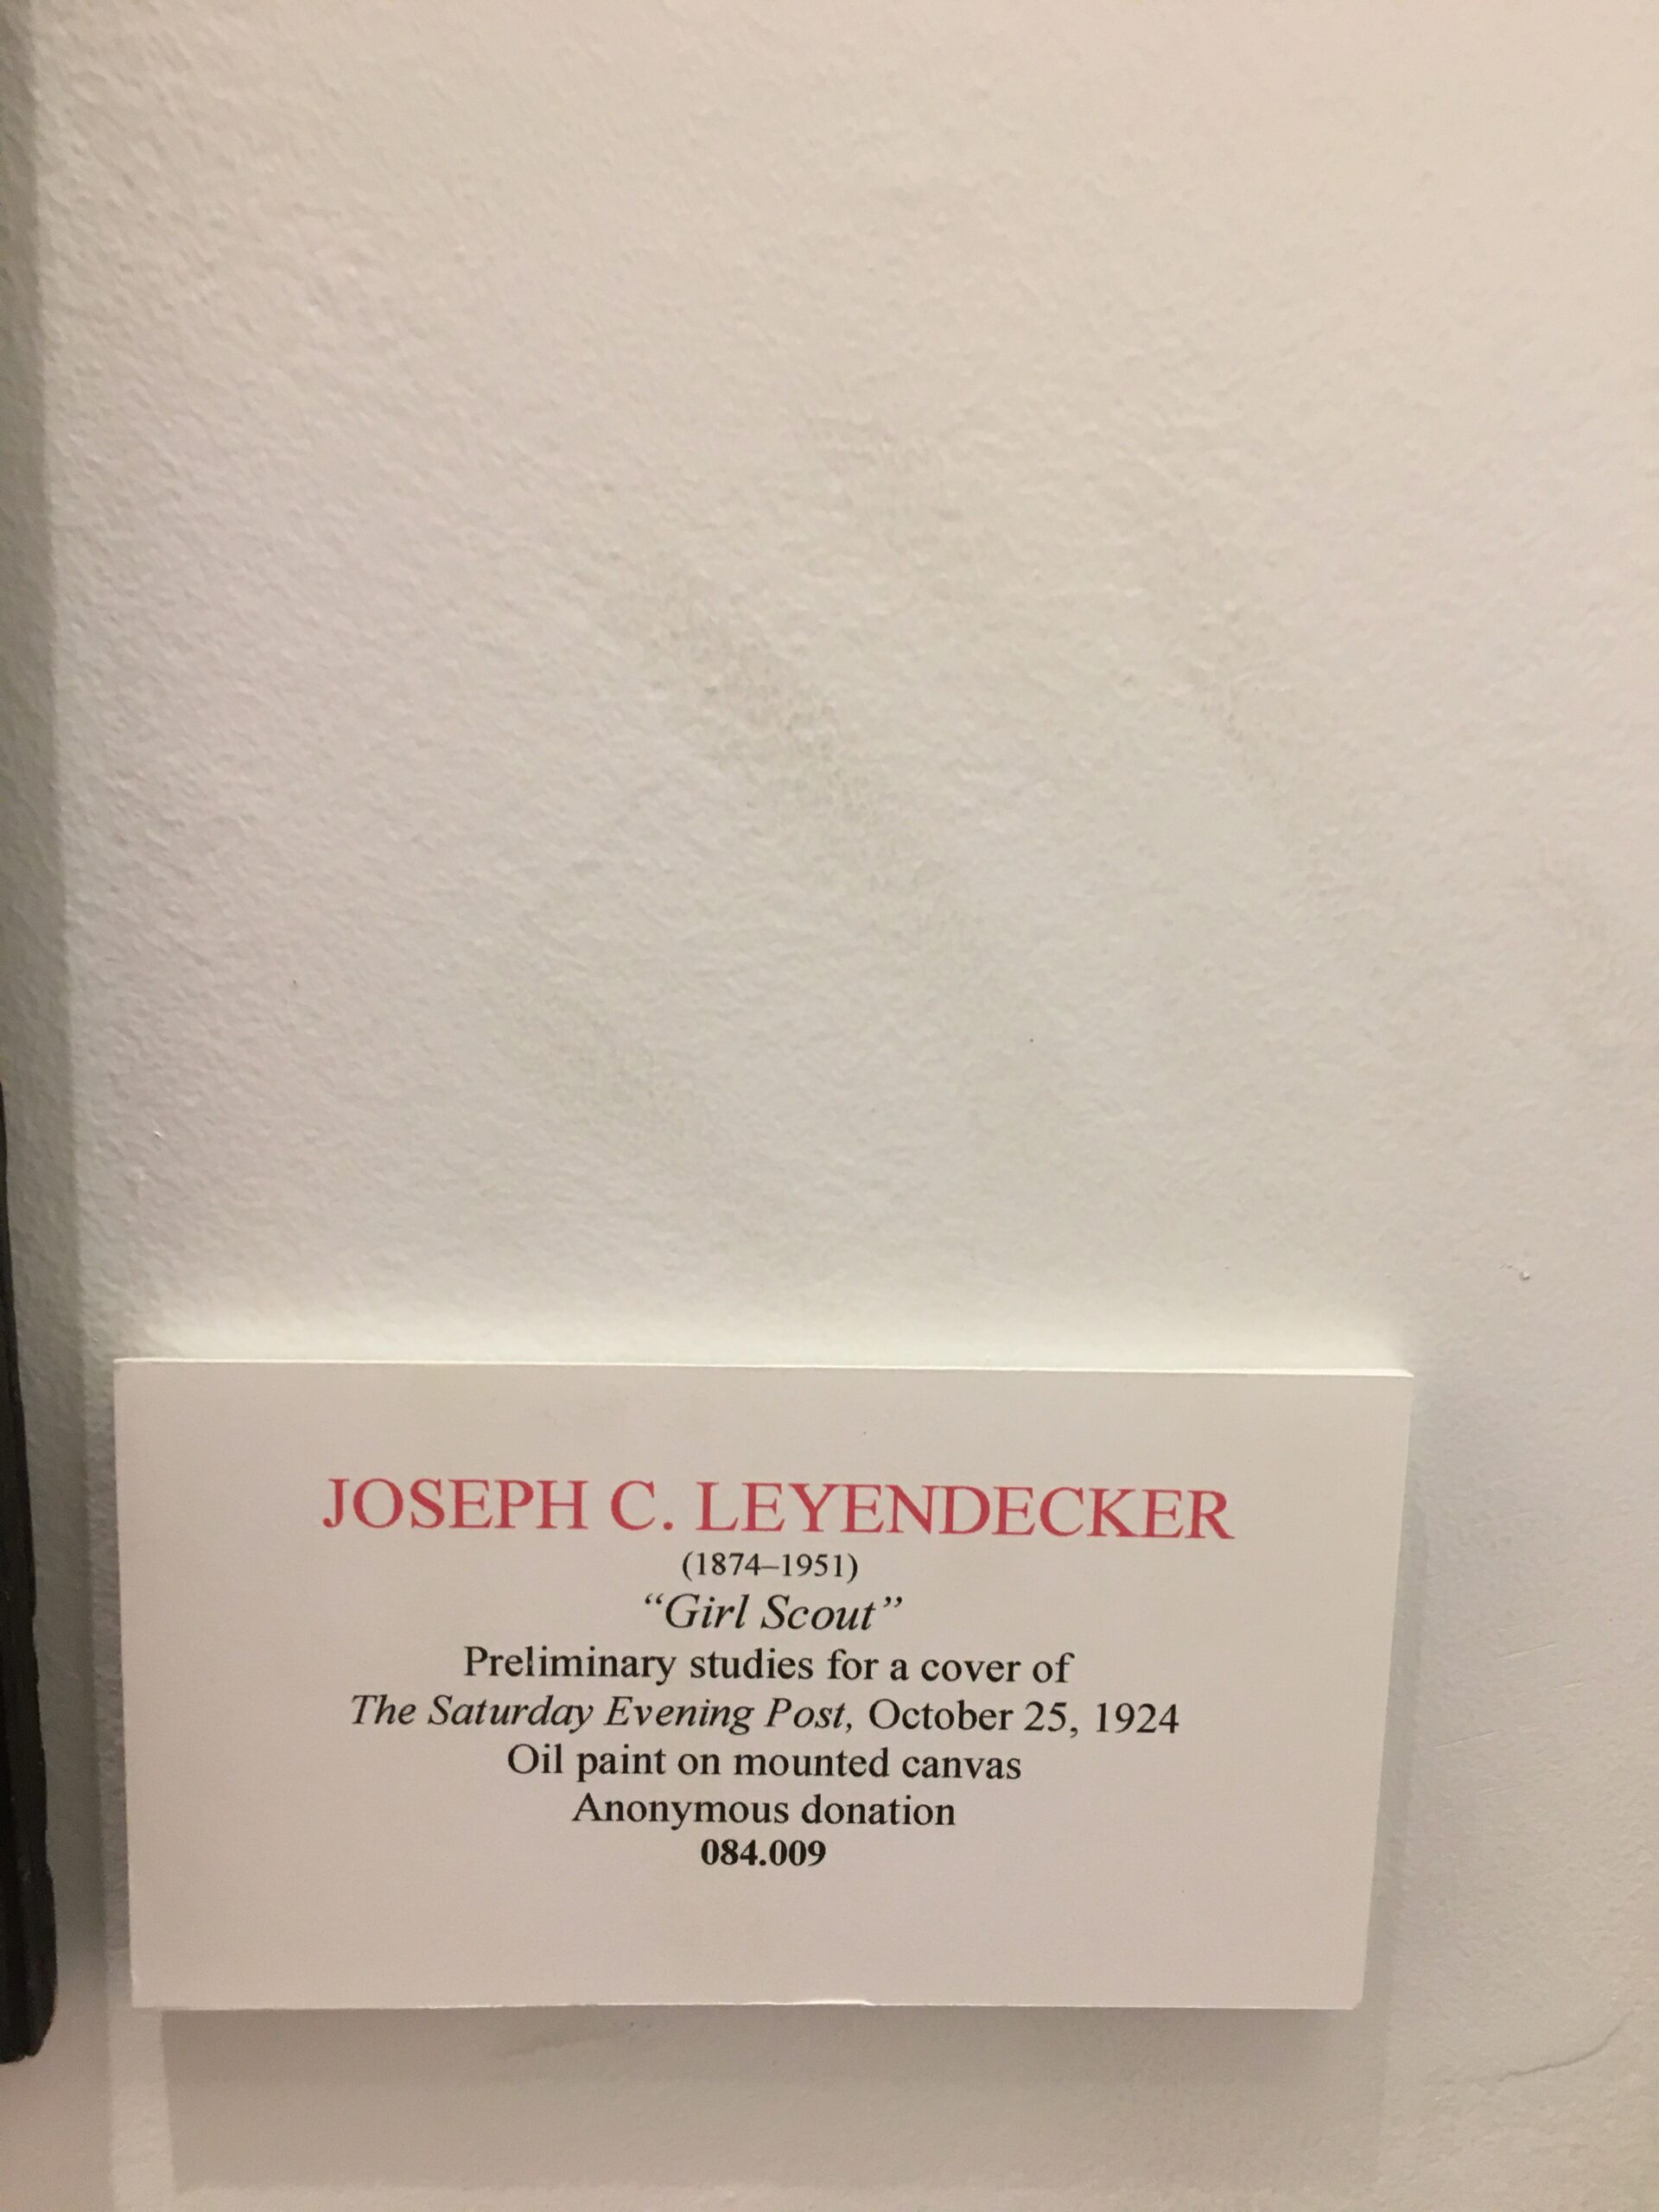 JOSEPH C. LEYENDECKER
(1874–1951)
“Girl Scout”
Preliminary studies for a cover of
The Saturday Evening Post, October 25, 1924
Oil paint on mounted canvas
Anonymous donation
084.009